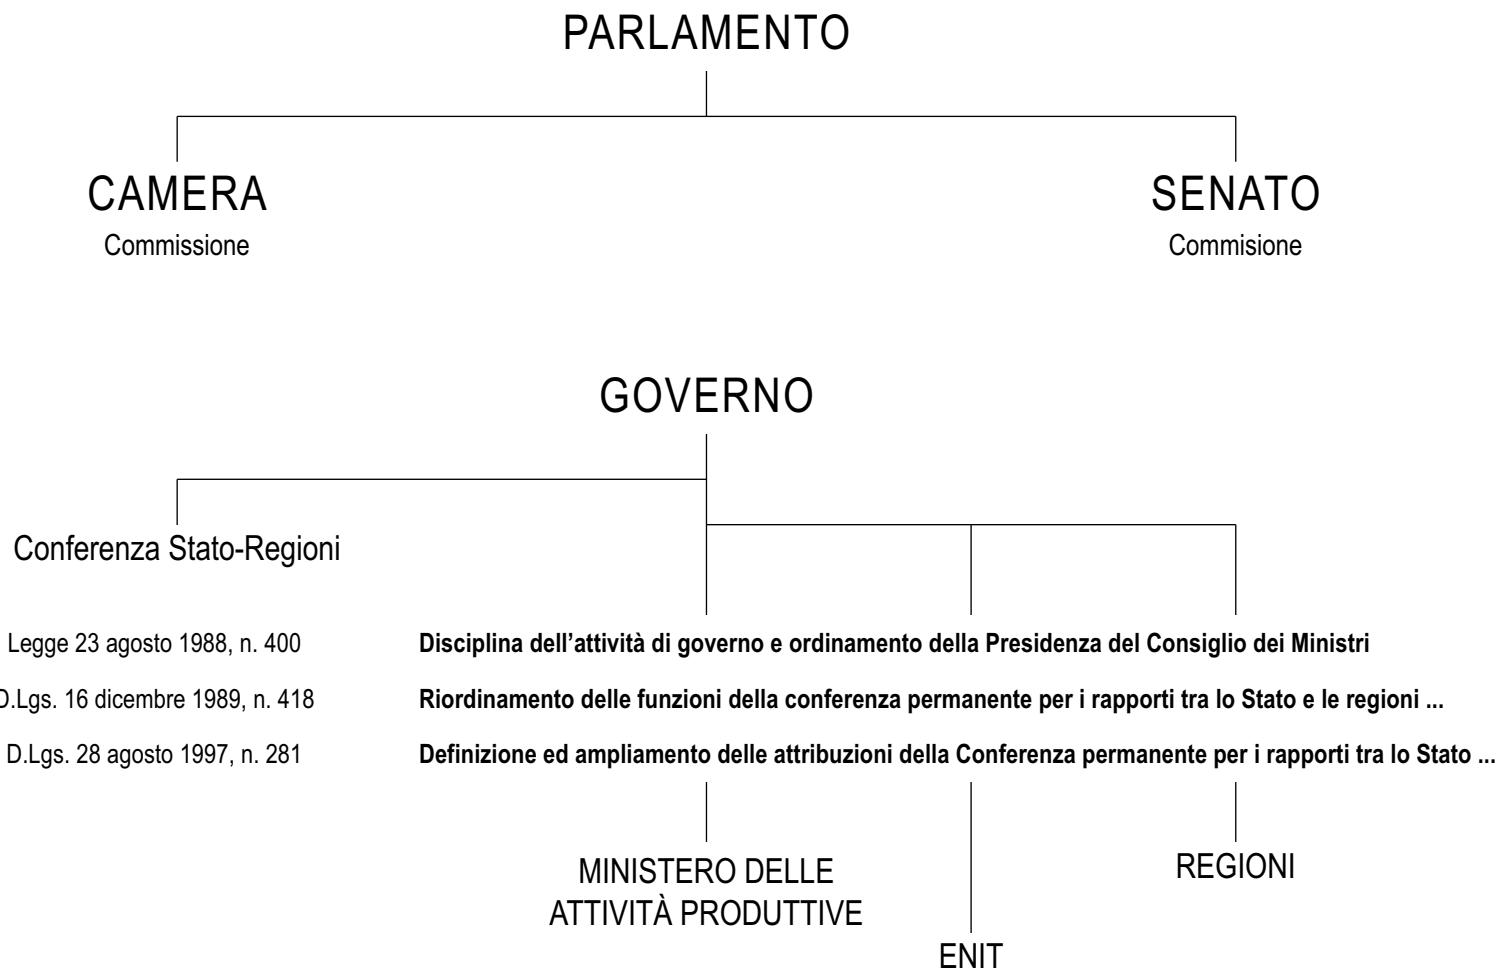 PARLAMENTO
CAMERA
SENATO
Commissione
Commisione
GOVERNO
Conferenza Stato-Regioni
Legge 23 agosto 1988, n. 400
Disciplina dell’attività di governo e ordinamento della Presidenza del Consiglio dei Ministri
D.Lgs. 16 dicembre 1989, n. 418
Riordinamento delle funzioni della conferenza permanente per i rapporti tra lo Stato e le regioni ...
D.Lgs. 28 agosto 1997, n. 281
Definizione ed ampliamento delle attribuzioni della Conferenza permanente per i rapporti tra lo Stato ...
MINISTERO DELLE
ATTIVITÀ PRODUTTIVE
REGIONI
ENIT